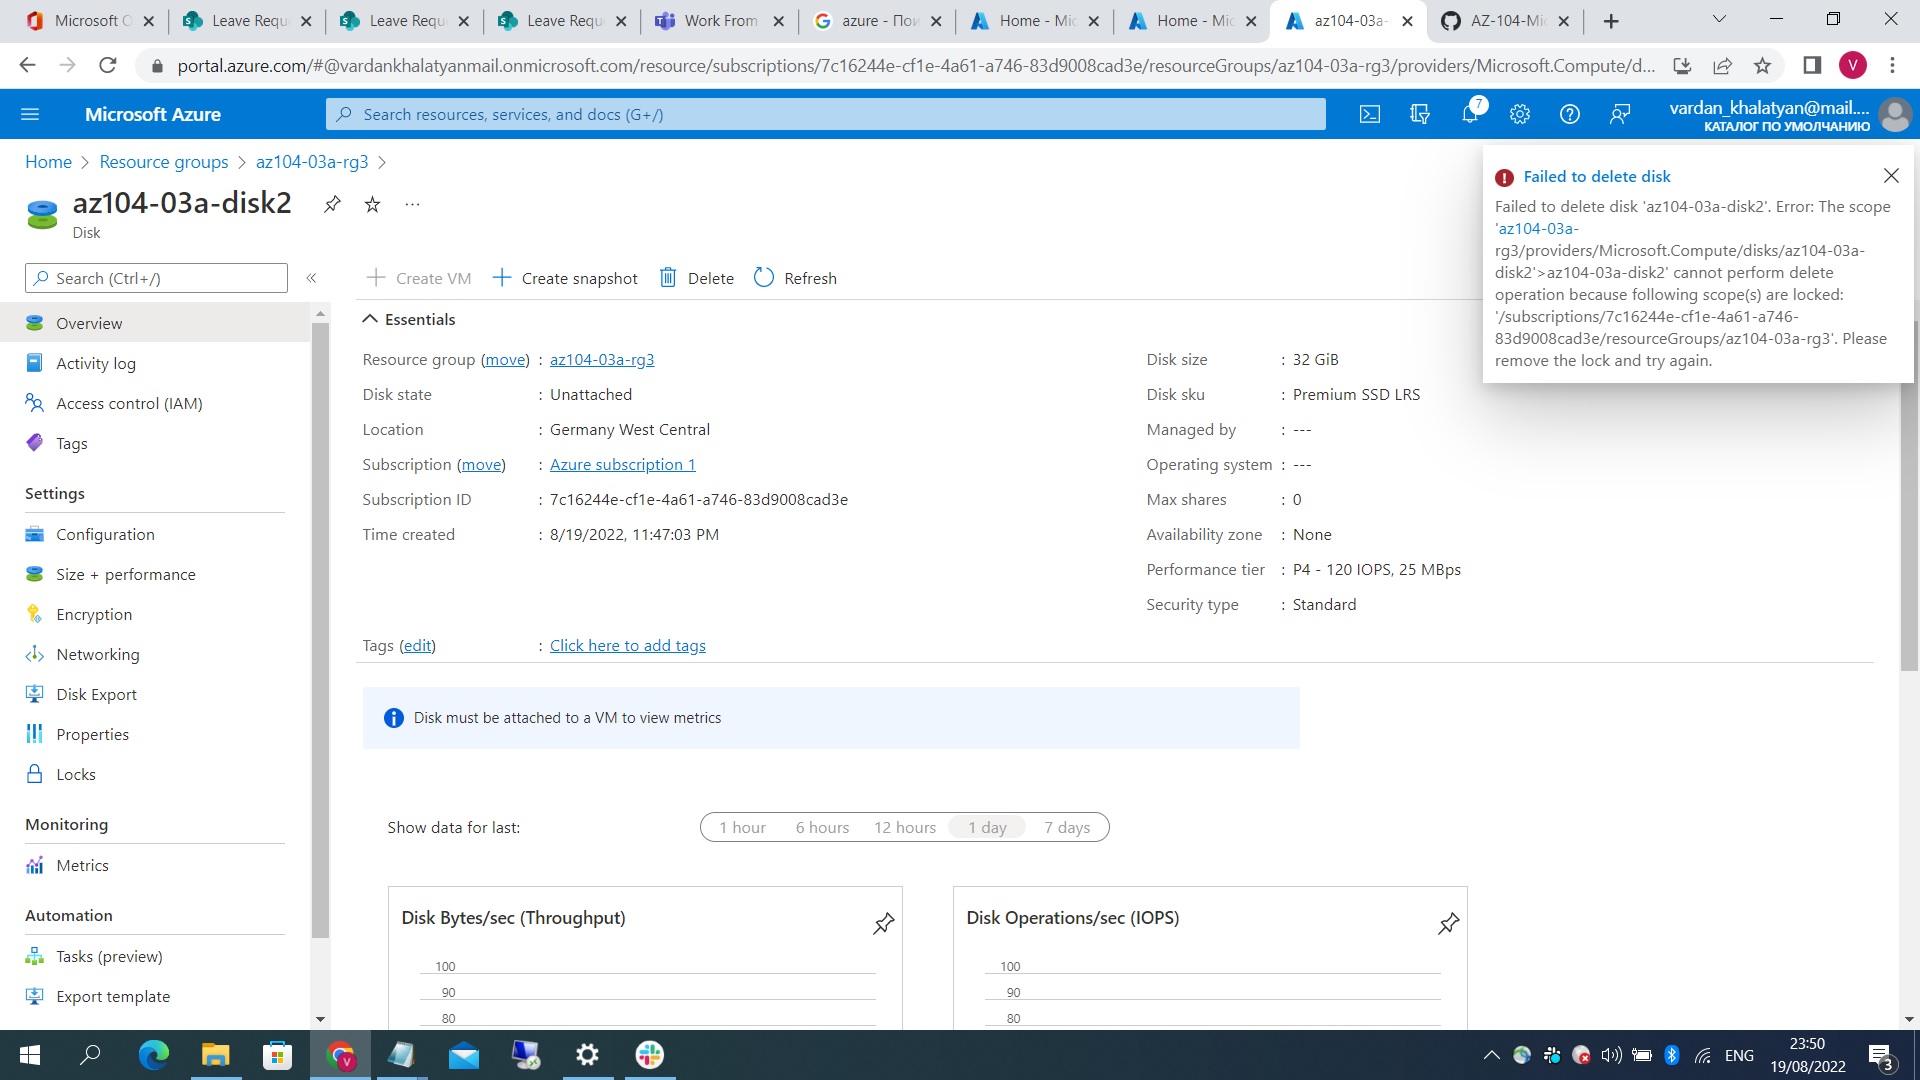 Microsoft O
Leave Requ
Leave Requ
Leave Requ
Work From
azure - Пои
Home - Mic
Home - Mic
az104-03a-
AZ-104-Mic
portal.azure.com/#@vardankhalatyanmail.onmicrosoft.com/resource/subscriptions/7c16244e-cf1e-4a61-a746-83d9008cad3e/resourceGroups/az104-03a-rg3/providers/Microsoft.Compute/d...
V
Microsoft Azure
Search resources, services, and docs (G+/)
7
vardan_khalatyan@mail....
КАТАЛОГ ПО УМОЛЧАНИЮ
Home > Resource groups > az104-03a-rg3 >
az104-03a-disk2
Disk
Failed to delete disk
Failed to delete disk 'az104-03a-disk2'. Error: The scope
'az104-03a-
rg3/providers/Microsoft.Compute/disks/az104-03a-
disk2'>az104-03a-disk2' cannot perform delete
operation because following scope(s) are locked:
'/subscriptions/7c16244e-cf1e-4a61-a746-
83d9008cad3e/resourceGroups/az104-03a-rg3'. Please
remove the lock and try again.
Search (Ctrl+/)
Overview
Activity log
Access control (IAM)
Tags
Settings
Configuration
Size + performance
Encryption
Networking
Disk Export
Properties
Locks
Monitoring
Metrics
Automation
Tasks (preview)
Export template
Create VM
Create snapshot
Delete
Refresh
Essentials
Resource group (move) : az104-03a-rg3
Disk state : Unattached
Location : Germany West Central
Subscription (move) : Azure subscription 1
Subscription ID : 7c16244e-cf1e-4a61-a746-83d9008cad3e
Time created : 8/19/2022, 11:47:03 PM
Disk size : 32 GiB
Disk sku : Premium SSD LRS
Managed by : ---
Operating system : ---
Max shares : 0
Availability zone : None
Performance tier : P4 - 120 IOPS, 25 MBps
Security type : Standard
Tags (edit) : Click here to add tags
Disk must be attached to a VM to view metrics
Show data for last:
1 hour
6 hours
12 hours
1 day
7 days
Disk Bytes/sec (Throughput)
100
90
80
Disk Operations/sec (IOPS)
100
90
80
V
ENG
23:50
19/08/2022
3